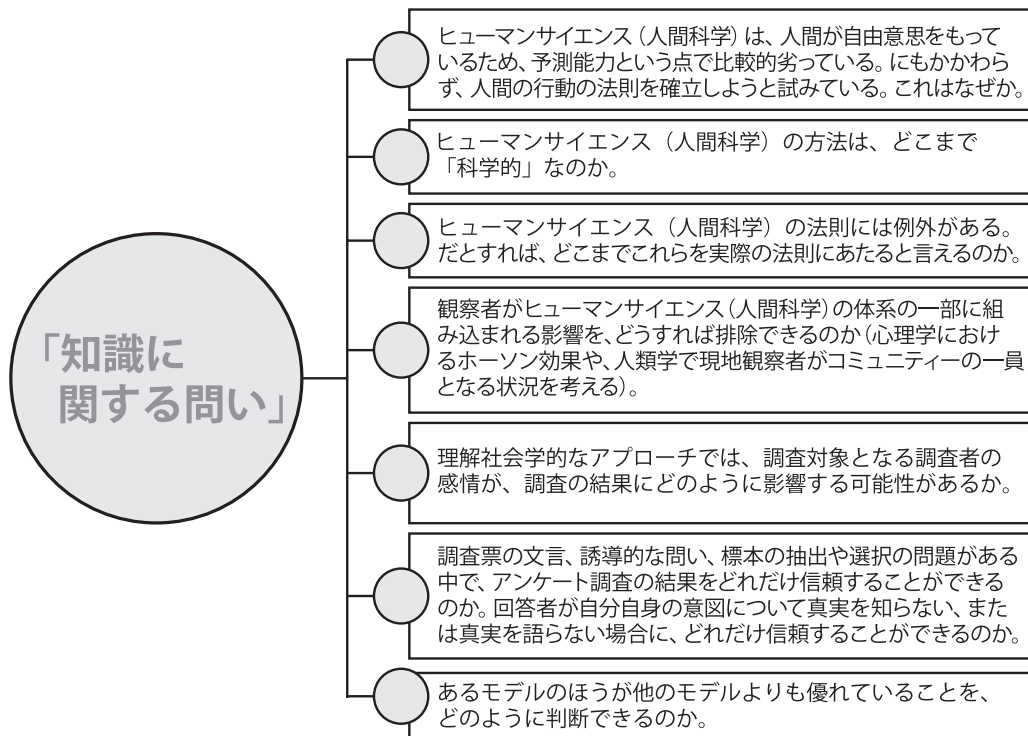 「知識に
関する問い」
ヒューマンサイエンス(人間科学)は、人間が自由意思をもって
いるため、予測能力という点で比較的劣っている。にもかかわら
ず、人間の行動の法則を確立しようと試みている。これはなぜか。
ヒューマンサイエンス(人間科学)の方法は、どこまで
「科学的」なのか。
ヒューマンサイエンス(人間科学)の法則には例外がある。
だとすれば、どこまでこれらを実際の法則にあたると言えるのか。
観察者がヒューマンサイエンス(人間科学)の体系の一部に組
み込まれる影響を、どうすれば排除できるのか(心理学におけ
るホーソン効果や、人類学で現地観察者がコミュニティーの一員
となる状況を考える)。
理解社会学的なアプローチでは、調査対象となる調査者の
感情が、調査の結果にどのように影響する可能性があるか。
調査票の文言、誘導的な問い、標本の抽出や選択の問題がある
中で、アンケート調査の結果をどれだけ信頼することができる
のか。回答者が自分自身の意図について真実を知らない、また
は真実を語らない場合に、どれだけ信頼することができるのか。
あるモデルのほうが他のモデルよりも優れていることを、
どのように判断できるのか。